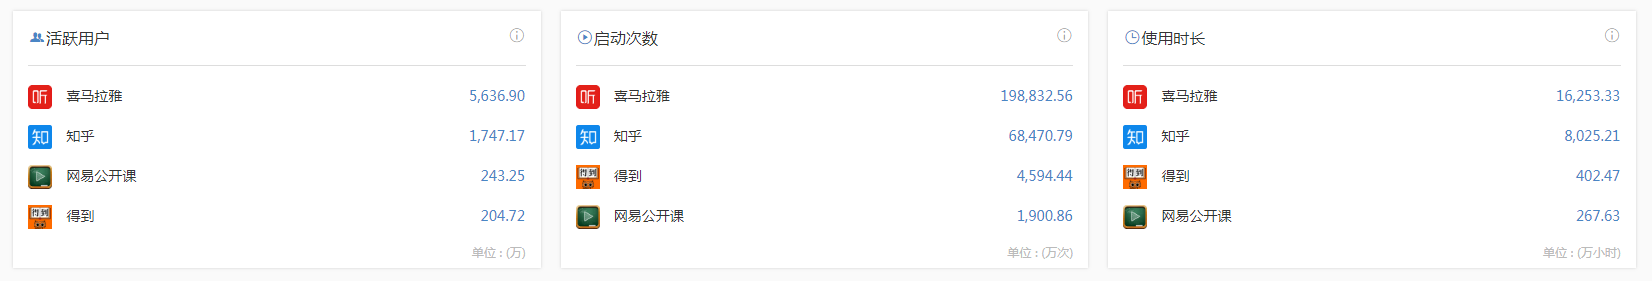 活跃用户
听 喜马拉雅 5,636.90
知 知乎 1,747.17
网易公开课 243.25
得到 得到 204.72
单位 : (万)
启动次数
听 喜马拉雅 198,832.56
知 知乎 68,470.79
得到 得到 4,594.44
网易公开课 1,900.86
单位 : (万次)
使用时长
听 喜马拉雅 16,253.33
知 知乎 8,025.21
得到 得到 402.47
网易公开课 267.63
单位 : (万小时)